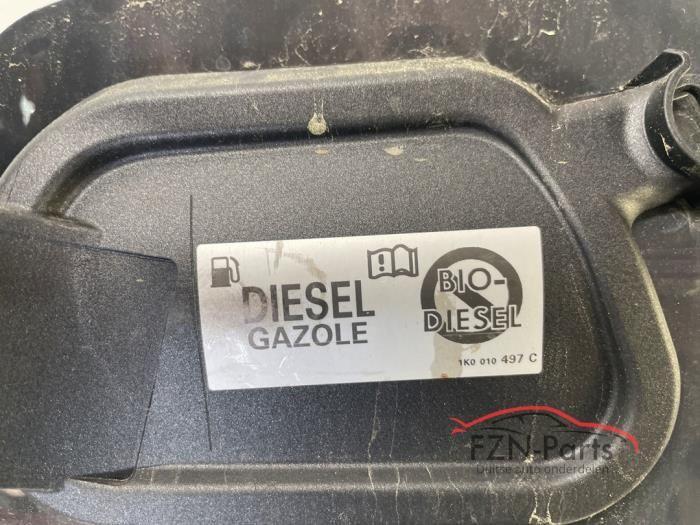 DIESEL
GAZOLE
BIO-
DIESEL
1K0 010 497 C
FZN-Parts
Duitse auto onderdelen